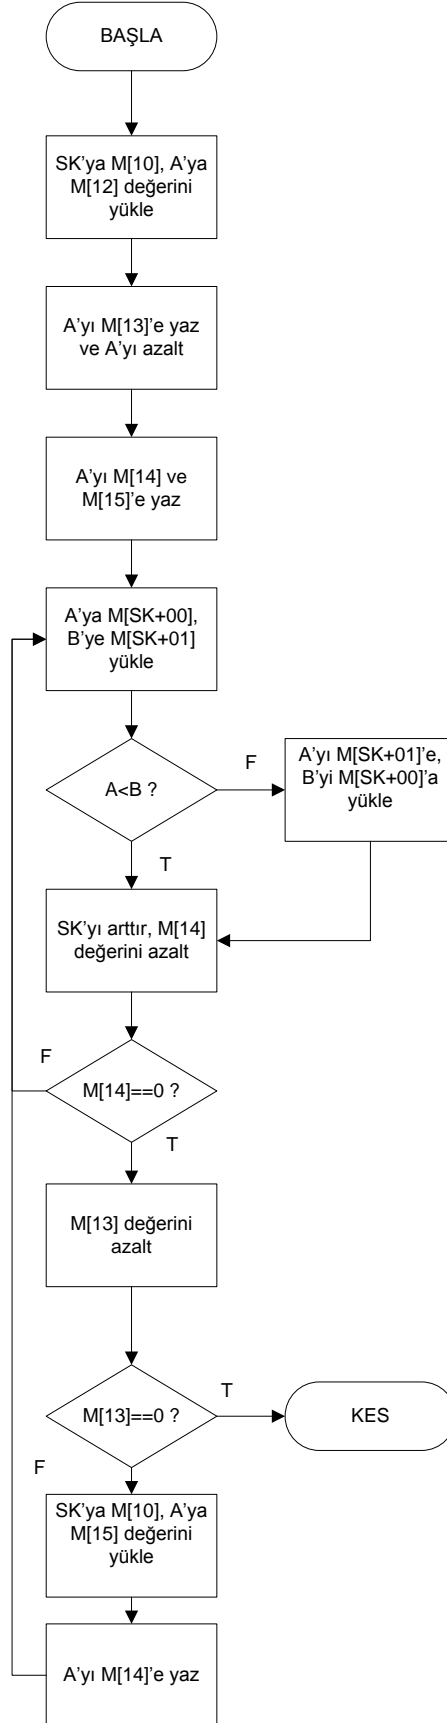 BAŞLA
SK'ya M[10], A'ya
M[12] değerini
yükle
A'yı M[13]'e yaz
ve A'yı azalt
A'yı M[14] ve
M[15]'e yaz
A'ya M[SK+00],
B'ye M[SK+01]
yükle
A<B ?
F
A'yı M[SK+01]'e,
B'yi M[SK+00]'a
yükle
T
SK'yı arttır, M[14]
değerini azalt
F
M[14]==0 ?
T
M[13] değerini
azalt
M[13]==0 ?
T
KES
F
SK'ya M[10], A'ya
M[15] değerini
yükle
A'yı M[14]'e yaz